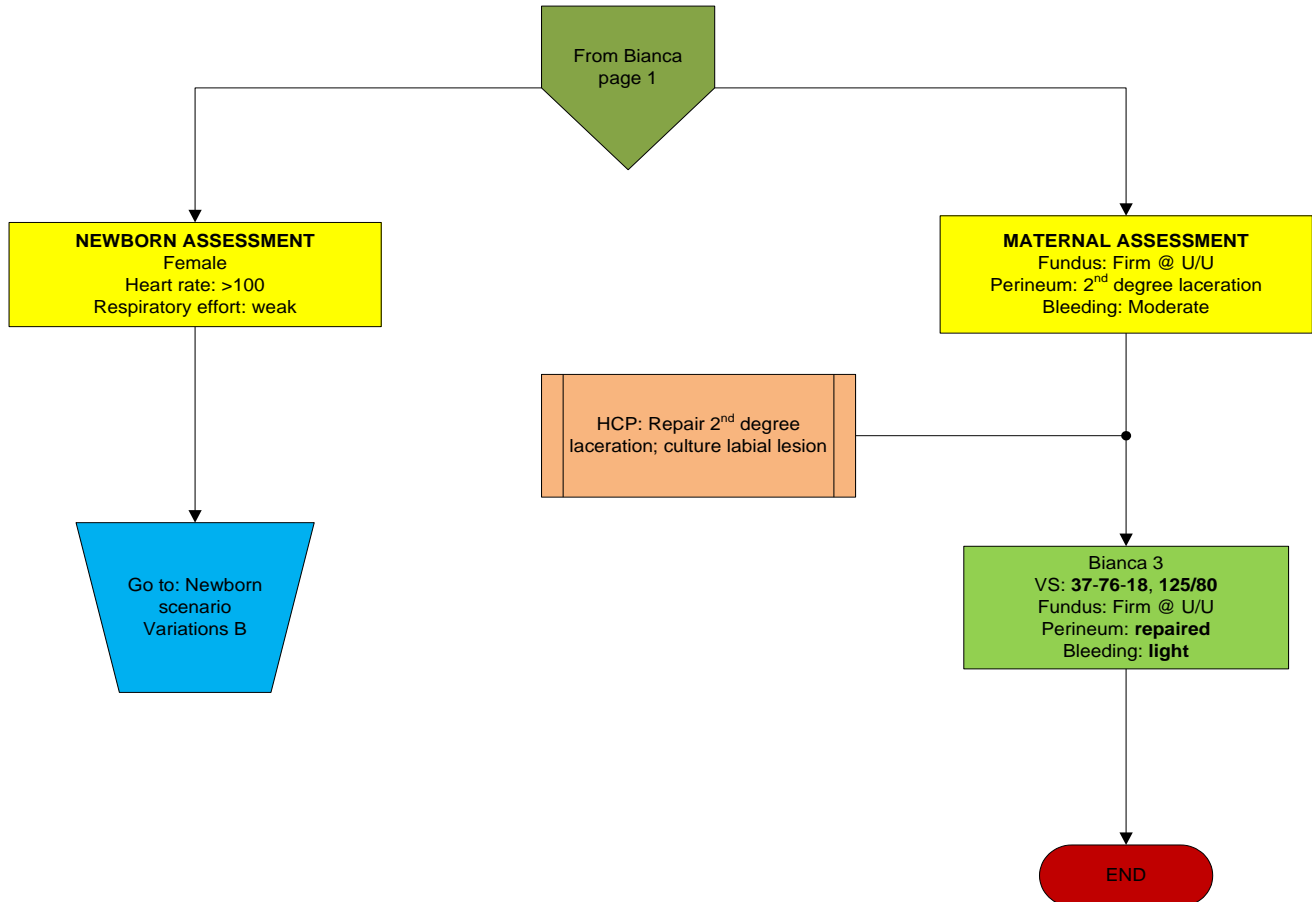 From Bianca
page 1
NEWBORN ASSESSMENT
Female
Heart rate: >100
Respiratory effort: weak
MATERNAL ASSESSMENT
Fundus: Firm @ U/U
Perineum: 2nd degree laceration
Bleeding: Moderate
HCP: Repair 2nd degree
laceration; culture labial lesion
Go to: Newborn
scenario
Variations B
Bianca 3
VS: 37-76-18, 125/80
Fundus: Firm @ U/U
Perineum: repaired
Bleeding: light
END